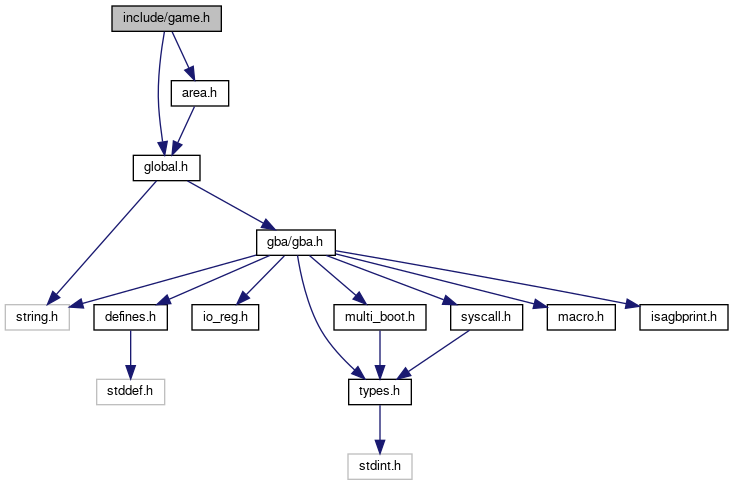 include/game.h
area.h
global.h
gba/gba.h
string.h
defines.h
io_reg.h
multi_boot.h
syscall.h
macro.h
isagbprint.h
stddef.h
types.h
stdint.h